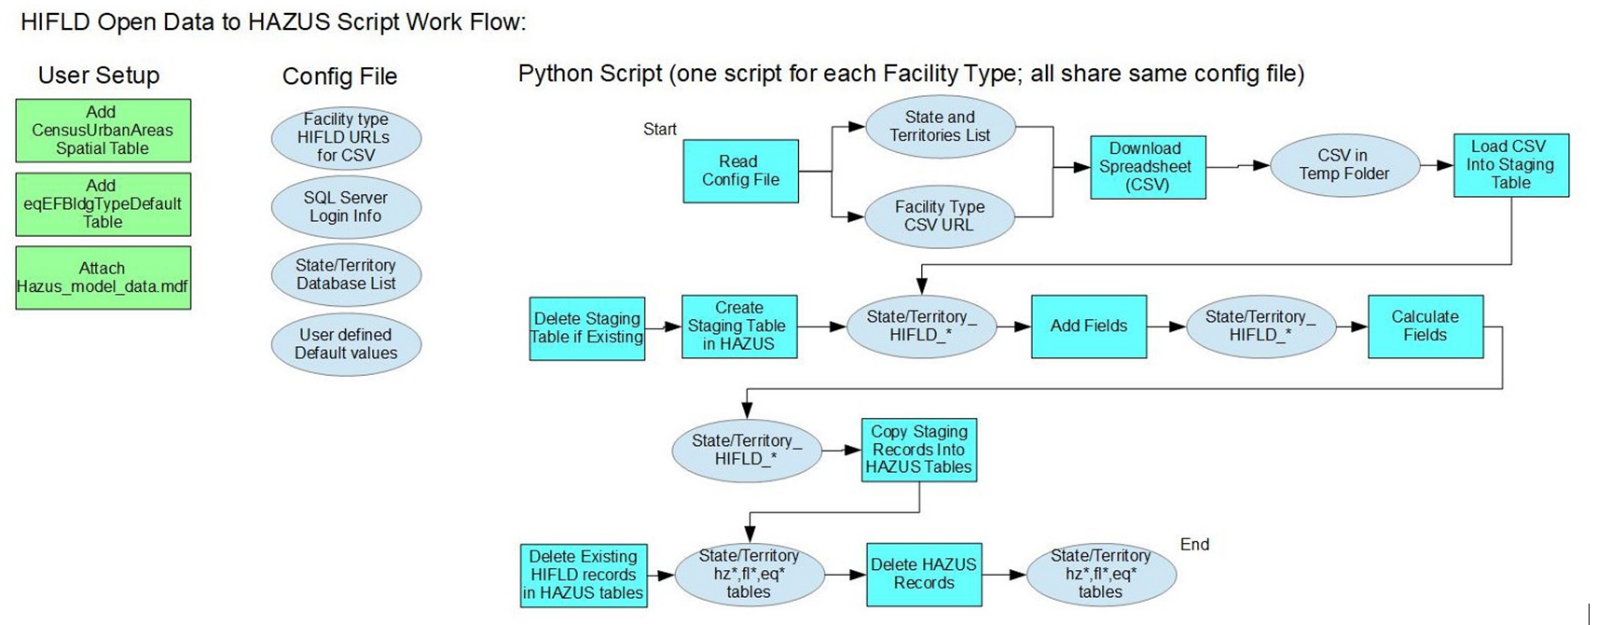 HIFLD Open Data to HAZUS Script Work Flow:
User Setup
Add
CensusUrbanAreas
Spatial Table
Add
eqEFBldgTypeDefault
Table
Attach
Hazus_model_data.mdf
Config File
Facility type
HIFLD URLs
for CSV
SQL Server
Login Info
State/Territory
Database List
User defined
Default values
Python Script (one script for each Facility Type; all share same config file)
Start
Read
Config File
State and
Territories List
Facility Type
CSV URL
Download
Spreadsheet
(CSV)
CSV in
Temp Folder
Load CSV
Into Staging
Table
Delete Staging
Table if Existing
Create
Staging Table
in HAZUS
State/Territory_
HIFLD_*
Add Fields
State/Territory_
HIFLD_*
Calculate
Fields
State/Territory_
HIFLD_*
Copy Staging
Records Into
HAZUS Tables
Delete Existing
HIFLD records
in HAZUS tables
State/Territory
hz*,fl*,eq*
tables
Delete HAZUS
Records
State/Territory
hz*,fl*,eq*
tables
End